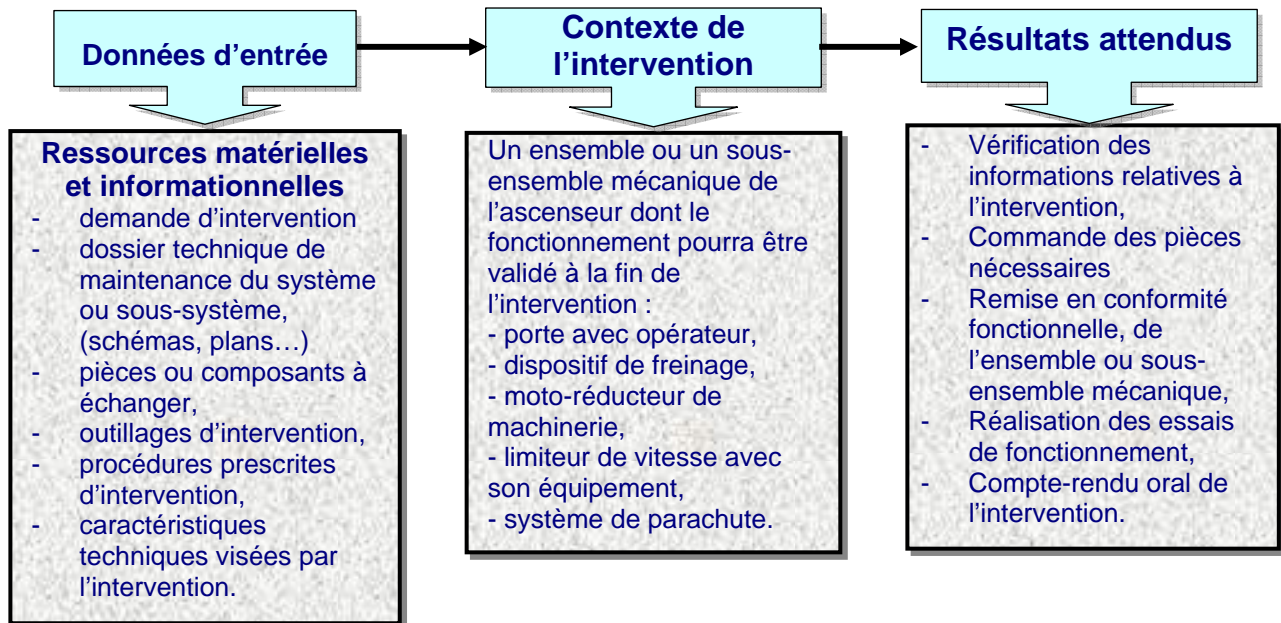 Données d’entrée
Contexte de
l’intervention
Résultats attendus
Ressources matérielles
et informationnelles
- demande d’intervention
- dossier technique de
maintenance du système
ou sous-système,
(schémas, plans…)
- pièces ou composants à
échanger,
- outillages d’intervention,
- procédures prescrites
d’intervention,
- caractéristiques
techniques visées par
l’intervention.
Un ensemble ou un sous-
ensemble mécanique de
l’ascenseur dont le
fonctionnement pourra être
validé à la fin de
l’intervention :
- porte avec opérateur,
- dispositif de freinage,
- moto-réducteur de
machinerie,
- limiteur de vitesse avec
son équipement,
- système de parachute.
- Vérification des
informations relatives à
l’intervention,
- Commande des pièces
nécessaires
- Remise en conformité
fonctionnelle, de
l’ensemble ou sous-
ensemble mécanique,
- Réalisation des essais
de fonctionnement,
- Compte-rendu oral de
l’intervention.